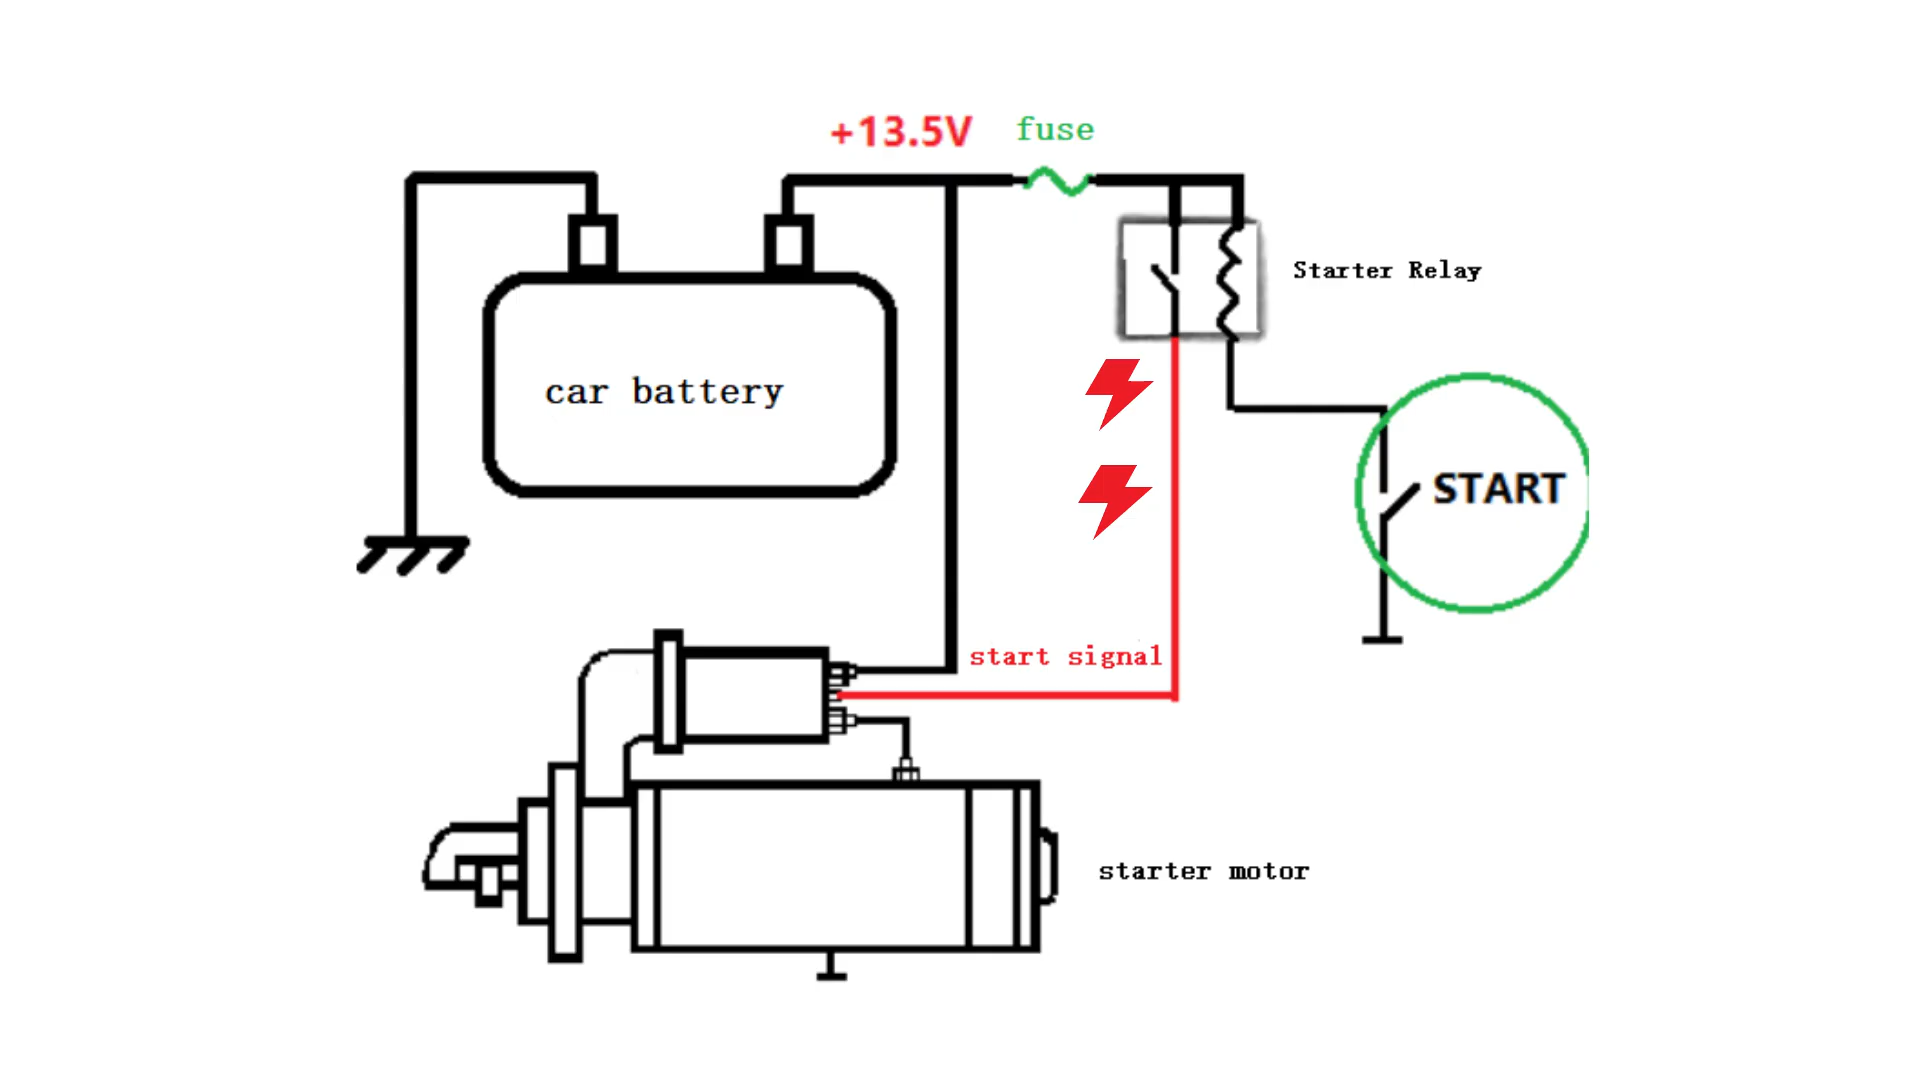 +13.5V
fuse
Starter Relay
car battery
START
start signal
starter motor